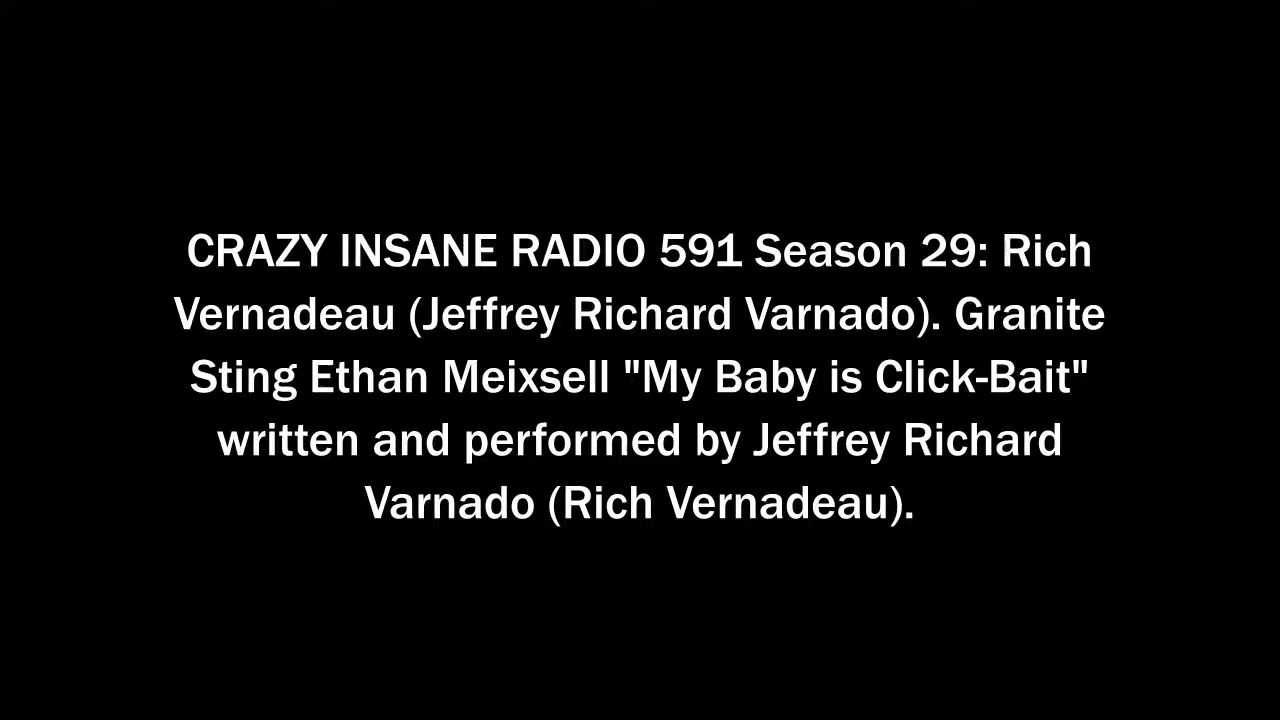 CRAZY INSANE RADIO 591 Season 29: Rich
Vernadeau (Jeffrey Richard Varnado). Granite
Sting Ethan Meixsell "My Baby is Click-Bait"
written and performed by Jeffrey Richard
Varnado (Rich Vernadeau).